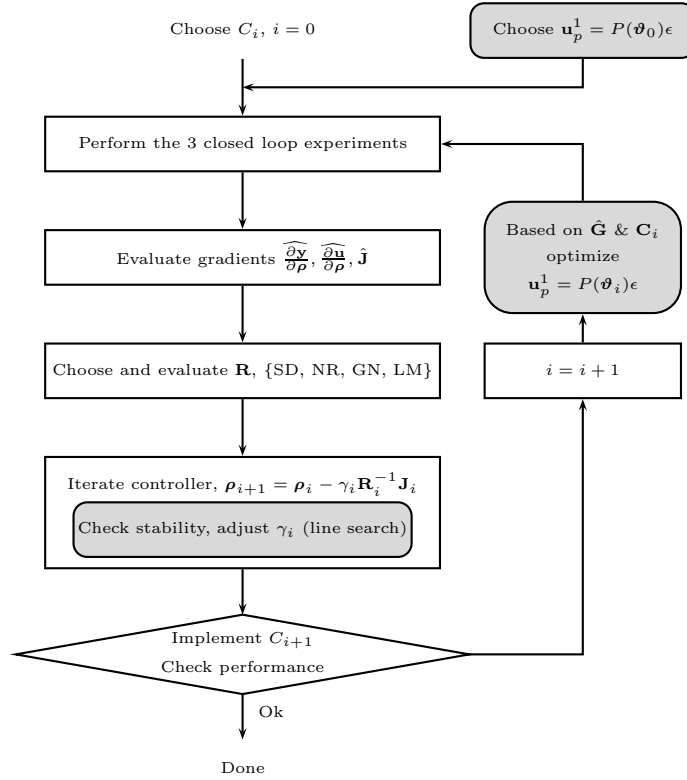 Choose $C_i$, $i = 0$
Choose $\mathbf{u}_p^1 = P(\boldsymbol{\vartheta}_0)\epsilon$
Perform the 3 closed loop experiments
Evaluate gradients $\widehat{\frac{\partial \mathbf{y}}{\partial \boldsymbol{\rho}}}$, $\widehat{\frac{\partial \mathbf{u}}{\partial \boldsymbol{\rho}}}$, $\hat{\mathbf{J}}$
Based on $\hat{\mathbf{G}}$ & $\mathbf{C}_i$
optimize
$\mathbf{u}_p^1 = P(\boldsymbol{\vartheta}_i)\epsilon$
Choose and evaluate $\mathbf{R}$, {SD, NR, GN, LM}
$i = i + 1$
Iterate controller, $\boldsymbol{\rho}_{i+1} = \boldsymbol{\rho}_i - \gamma_i \mathbf{R}_i^{-1} \mathbf{J}_i$
Check stability, adjust $\gamma_i$ (line search)
Implement $C_{i+1}$
Check performance
Ok
Done